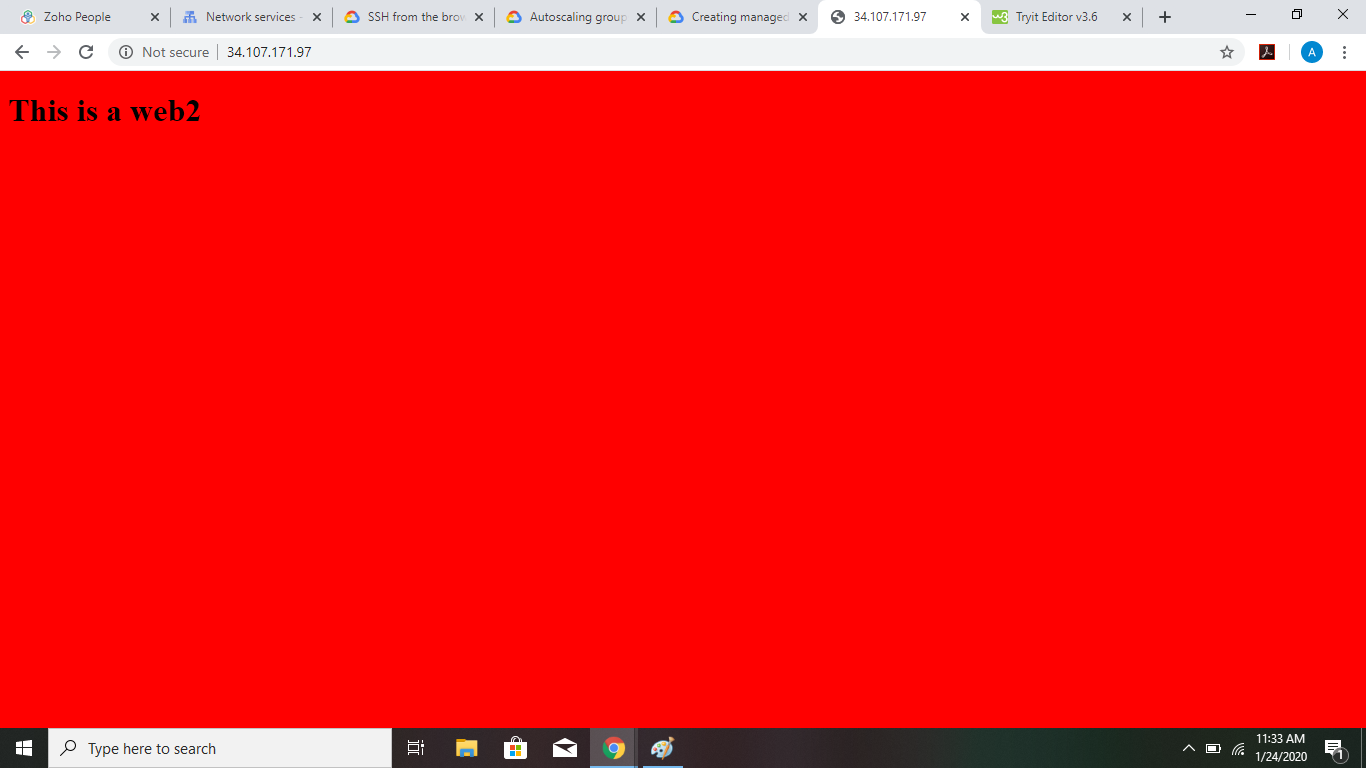 Zoho People
Network services -
SSH from the brow
Autoscaling group
Creating managed
34.107.171.97
Tryit Editor v3.6
Not secure
34.107.171.97
A
This is a web2
Type here to search
11:33 AM
1/24/2020
1